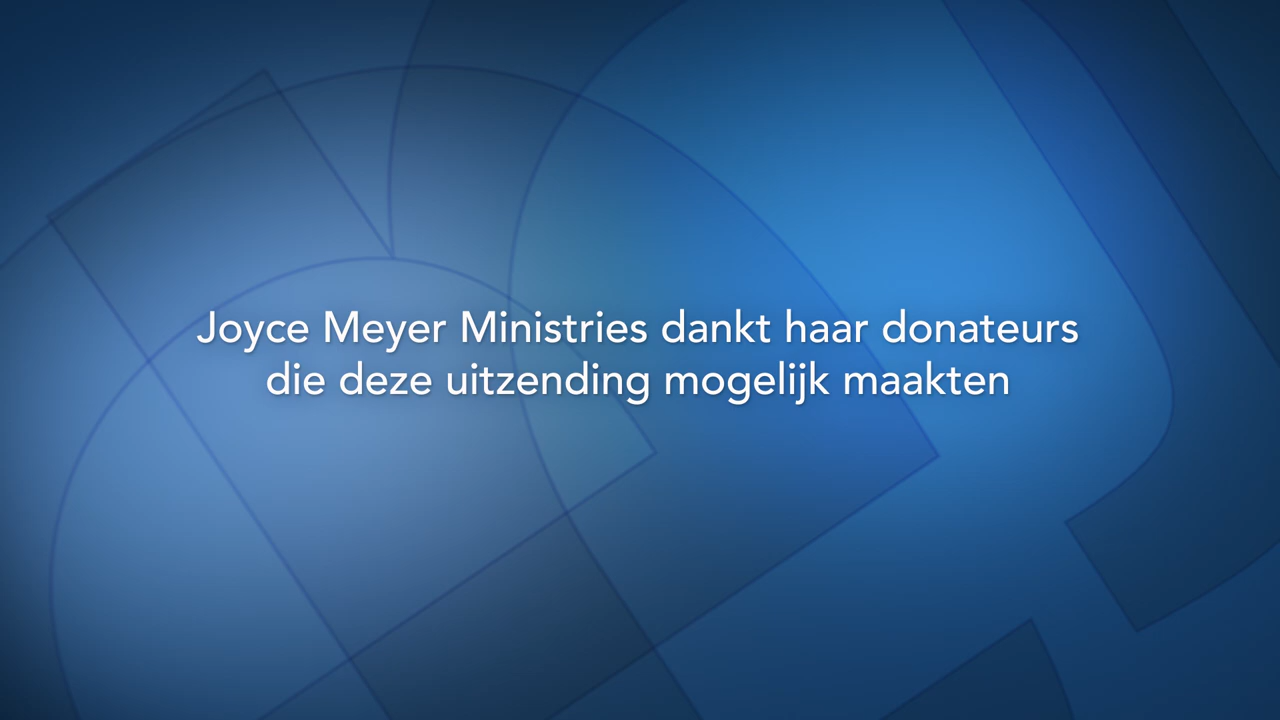 Joyce Meyer Ministries dankt haar donateurs
die deze uitzending mogelijk maakten